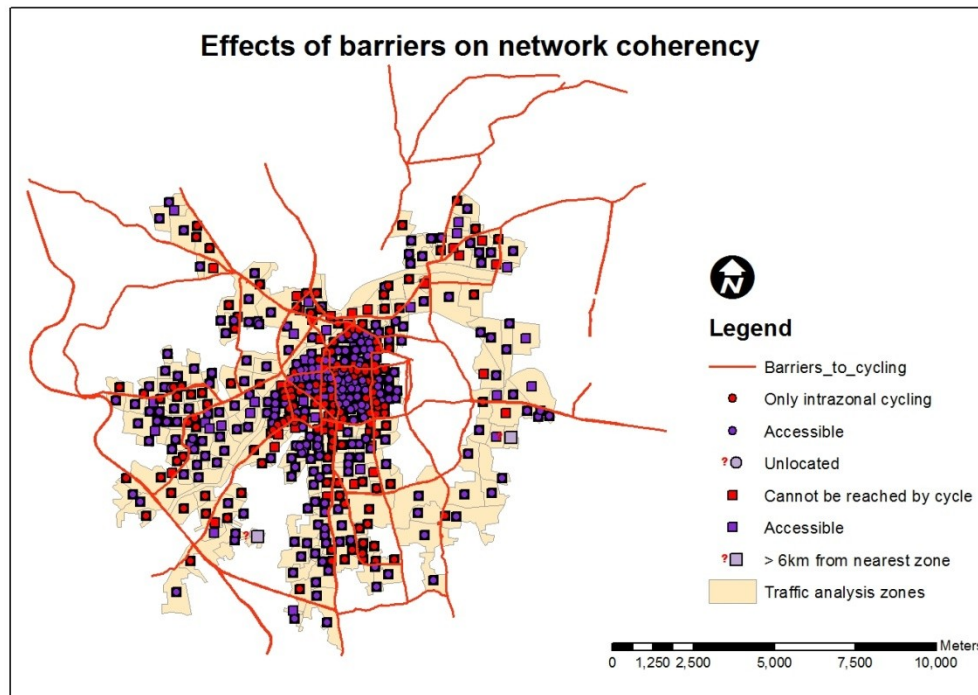 Effects of barriers on network coherency
N
Legend
Barriers_to_cycling
Only intrazonal cycling
Accessible
? Unlocated
Cannot be reached by cycle
Accessible
? > 6km from nearest zone
Traffic analysis zones
Meters
0 1,250 2,500 5,000 7,500 10,000
?
?